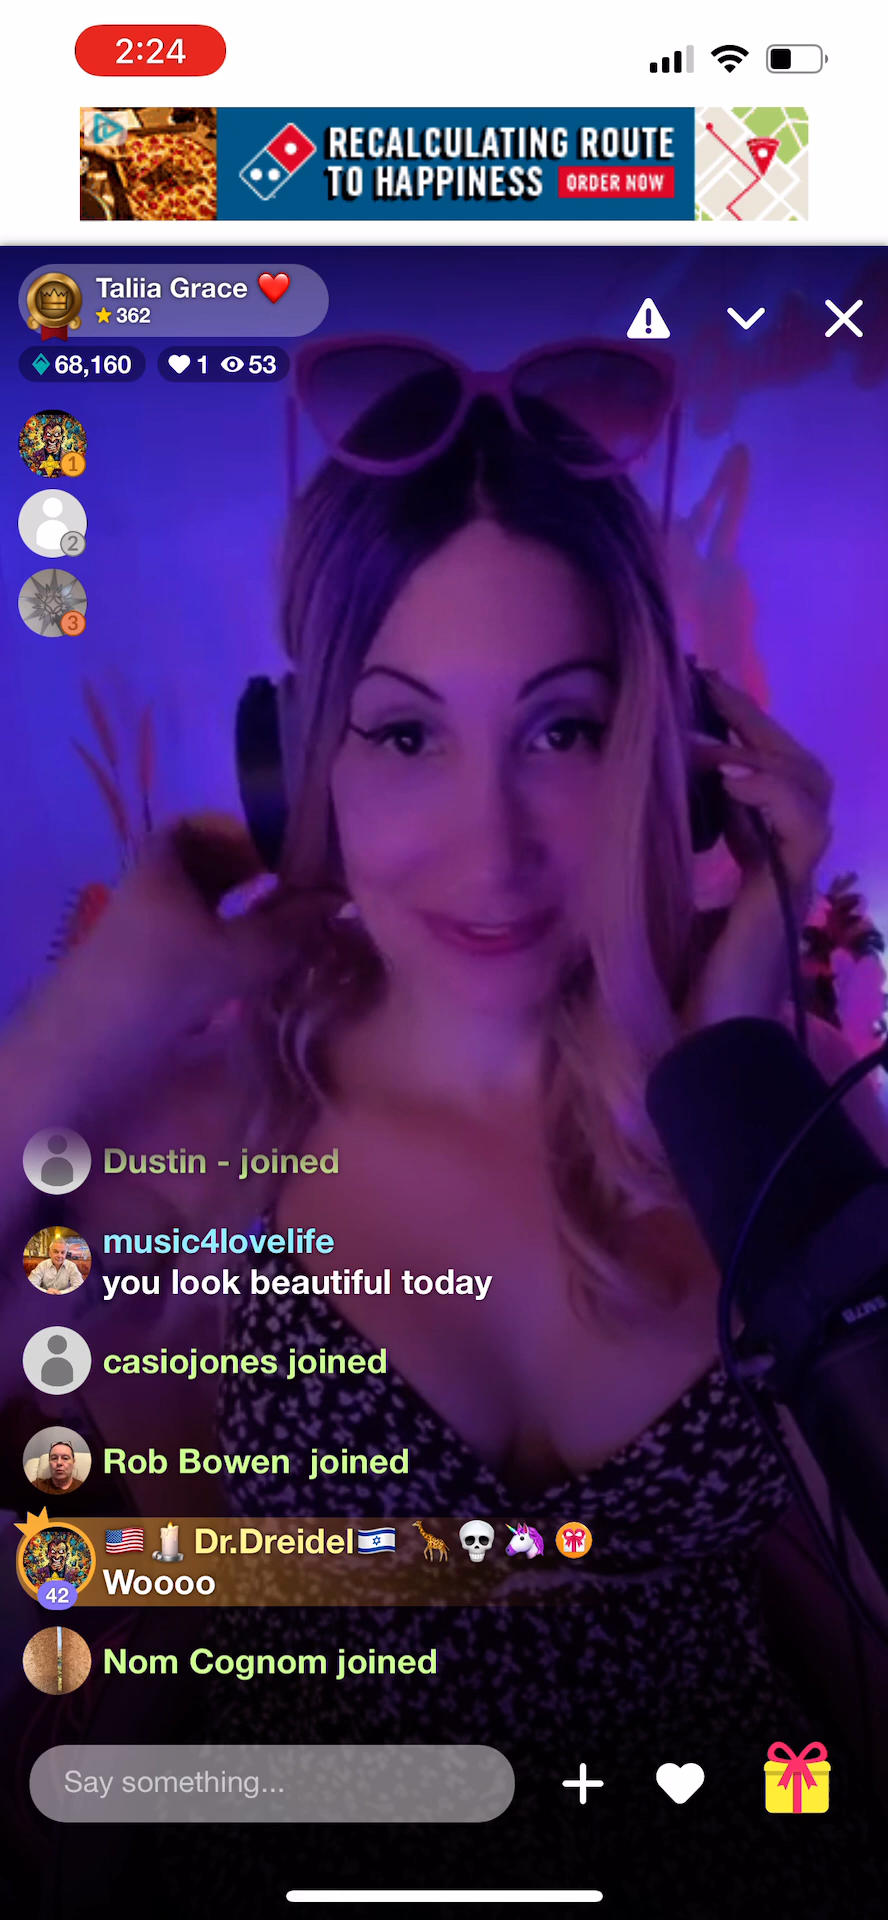 2:24
RECALCULATING ROUTE
TO HAPPINESS ORDER NOW
Taliia Grace ❤️
362
68,160 1 53
1
2
3
Dustin - joined
music4lovelife
you look beautiful today
casiojones joined
Rob Bowen joined
🇺🇸🕯️Dr.Dreidel🇮🇱 🦒💀🦄
Woooo
42
Nom Cognom joined
Say something...
SM7B